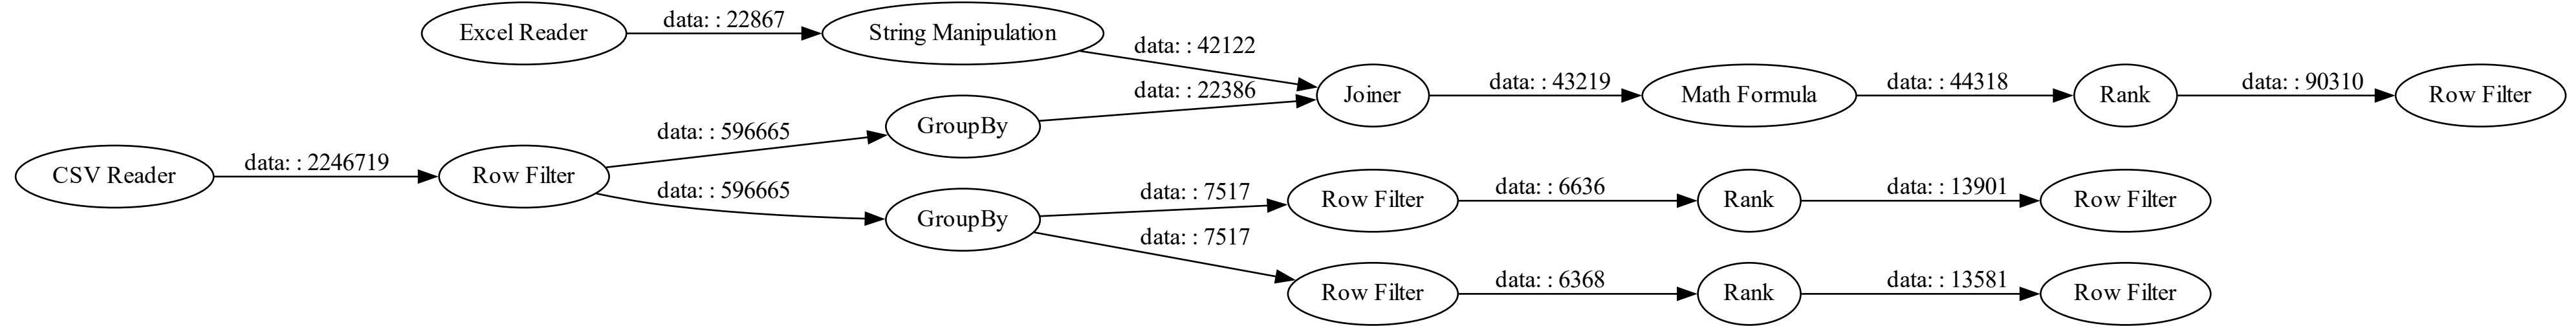 Excel Reader
data: : 22867
String Manipulation
data: : 42122
data: : 22386
Joiner
data: : 43219
Math Formula
data: : 44318
Rank
data: : 90310
Row Filter
CSV Reader
data: : 2246719
Row Filter
data: : 596665
GroupBy
data: : 596665
GroupBy
data: : 7517
Row Filter
data: : 6636
Rank
data: : 13901
Row Filter
data: : 7517
Row Filter
data: : 6368
Rank
data: : 13581
Row Filter